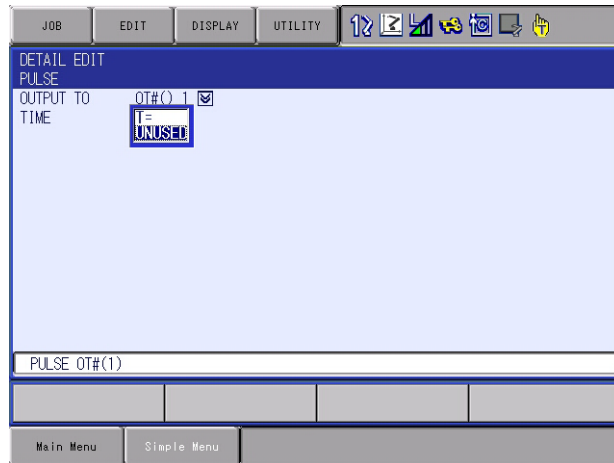 JOB EDIT DISPLAY UTILITY
DETAIL EDIT
PULSE
OUTPUT TO OT#() 1
TIME T=
UNUSED
PULSE OT#(1)
Main Menu Simple Menu